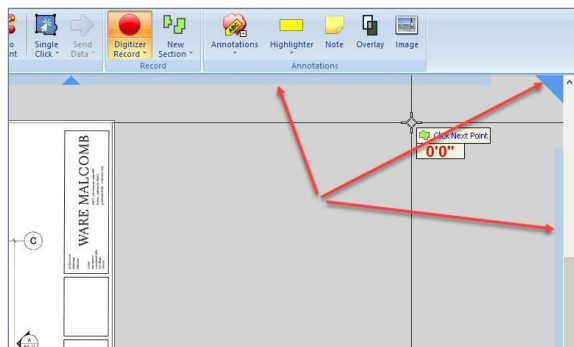 o
nt
Single
Click
Send
Data
Digitizer
Record
New
Section
Annotations
Highlighter
Note
Overlay
Image
Record
Annotations
Click Next Point
0'0"
WARE MALCOMB
C
A